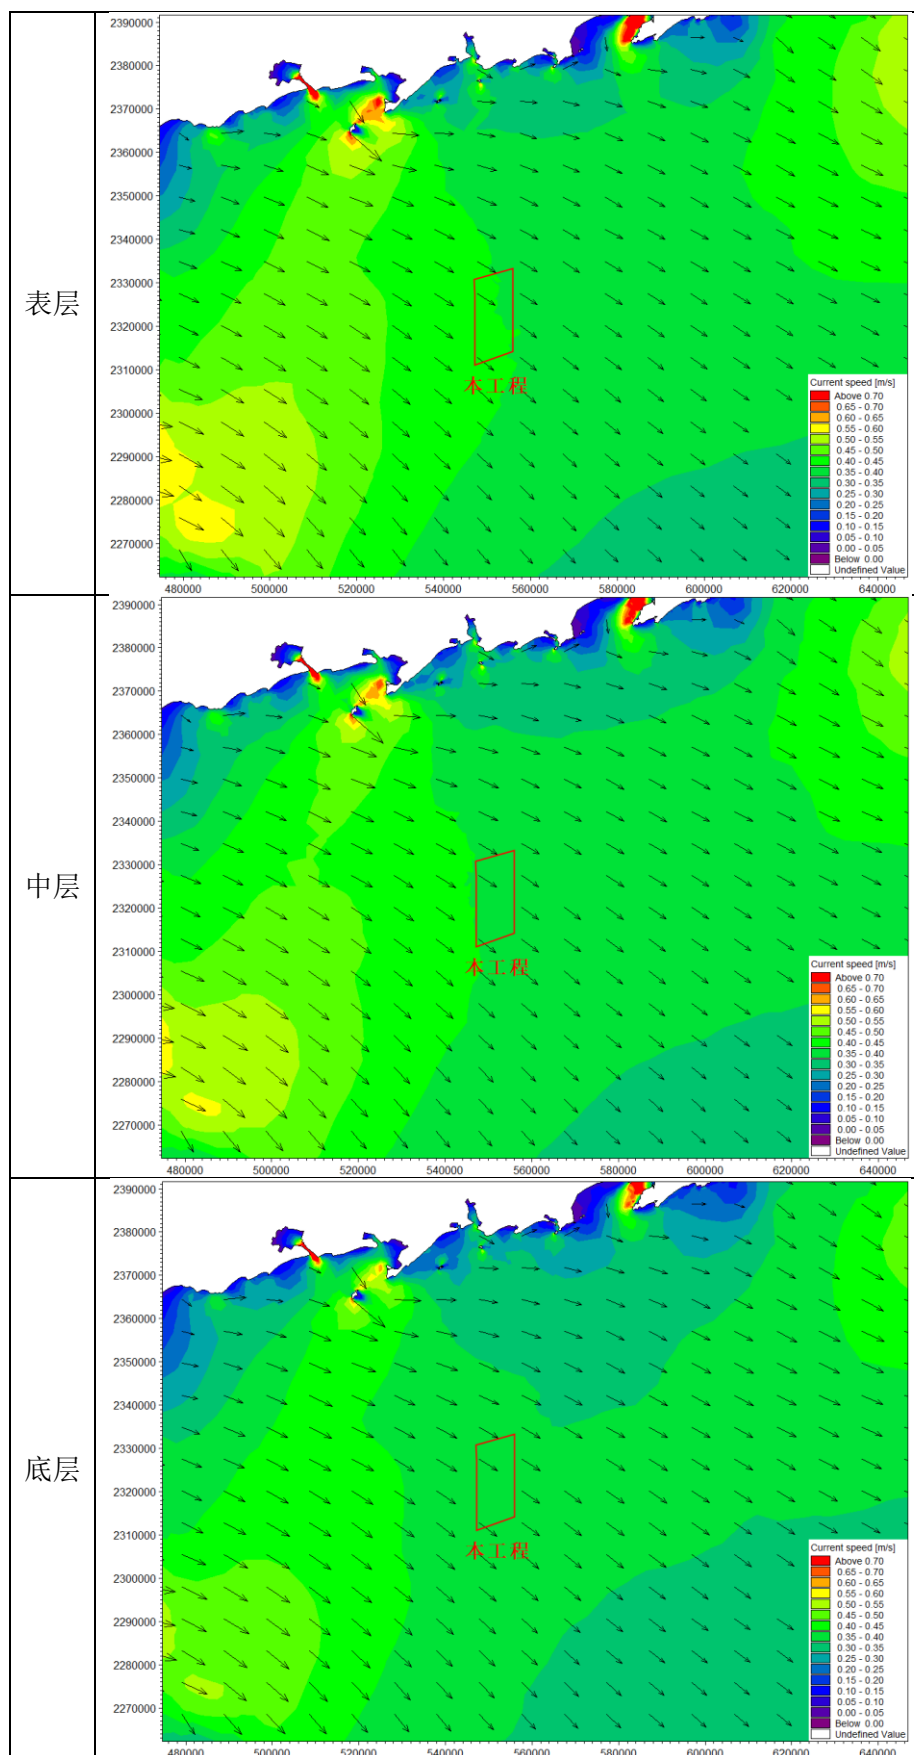 表层
2390000
2380000
2370000
2360000
2350000
2340000
2330000
2320000
2310000
2300000
2290000
2280000
2270000
本工程
Current speed [m/s]
Above 0.70
0.65 - 0.70
0.60 - 0.65
0.55 - 0.60
0.50 - 0.55
0.45 - 0.50
0.40 - 0.45
0.35 - 0.40
0.30 - 0.35
0.25 - 0.30
0.20 - 0.25
0.15 - 0.20
0.10 - 0.15
0.05 - 0.10
0.00 - 0.05
Below 0.00
Undefined Value
480000 500000 520000 540000 560000 580000 600000 620000 640000
中层
2390000
2380000
2370000
2360000
2350000
2340000
2330000
2320000
2310000
2300000
2290000
2280000
2270000
本工程
Current speed [m/s]
Above 0.70
0.65 - 0.70
0.60 - 0.65
0.55 - 0.60
0.50 - 0.55
0.45 - 0.50
0.40 - 0.45
0.35 - 0.40
0.30 - 0.35
0.25 - 0.30
0.20 - 0.25
0.15 - 0.20
0.10 - 0.15
0.05 - 0.10
0.00 - 0.05
Below 0.00
Undefined Value
480000 500000 520000 540000 560000 580000 600000 620000 640000
底层
2390000
2380000
2370000
2360000
2350000
2340000
2330000
2320000
2310000
2300000
2290000
2280000
2270000
本工程
Current speed [m/s]
Above 0.70
0.65 - 0.70
0.60 - 0.65
0.55 - 0.60
0.50 - 0.55
0.45 - 0.50
0.40 - 0.45
0.35 - 0.40
0.30 - 0.35
0.25 - 0.30
0.20 - 0.25
0.15 - 0.20
0.10 - 0.15
0.05 - 0.10
0.00 - 0.05
Below 0.00
Undefined Value
480000 500000 520000 540000 560000 580000 600000 620000 640000